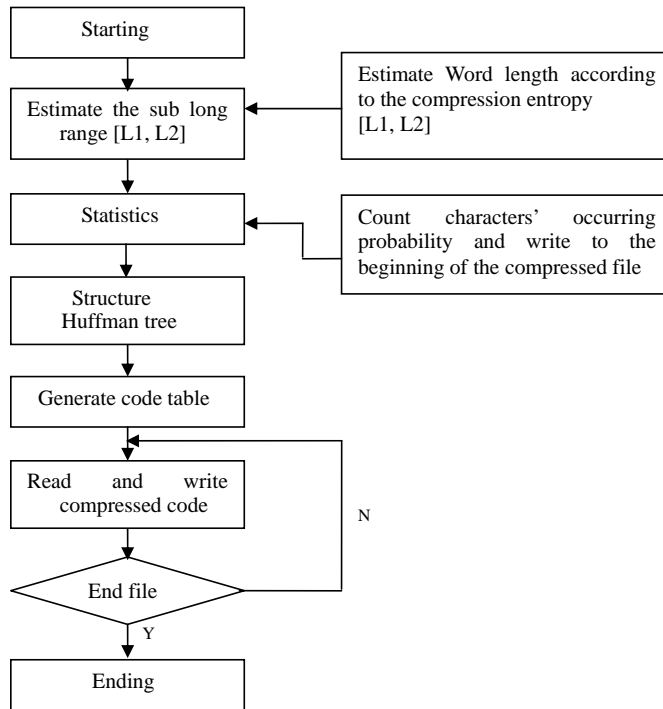 Starting
Estimate Word length according
to the compression entropy
[L1, L2]
Estimate the sub long
range [L1, L2]
Statistics
Count characters’ occurring
probability and write to the
beginning of the compressed file
Structure
Huffman tree
Generate code table
Read and write
compressed code
N
End file
Y
Ending